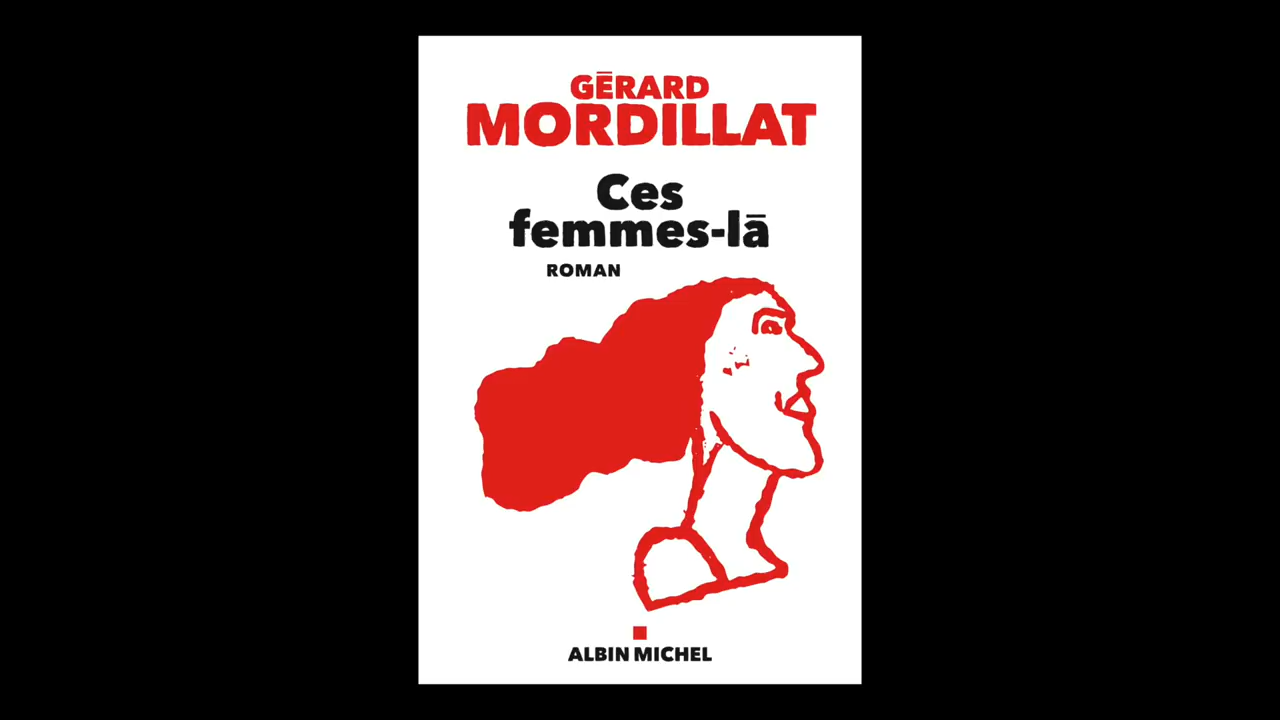 GĒRARD
MORDILLAT
Ces
femmes-lā
ROMAN
ALBIN MICHEL